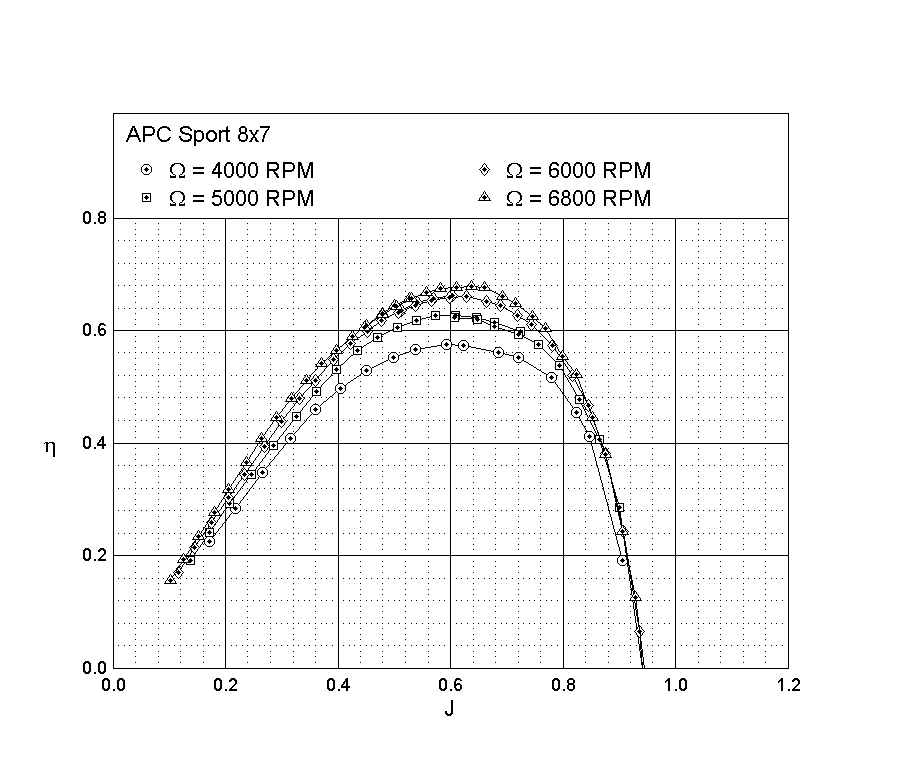 APC Sport 8x7
Ω = 4000 RPM Ω = 6000 RPM
Ω = 5000 RPM Ω = 6800 RPM
0.8
0.6
0.4
η
0.2
0.0
0.0 0.2 0.4 0.6 0.8 1.0 1.2
J